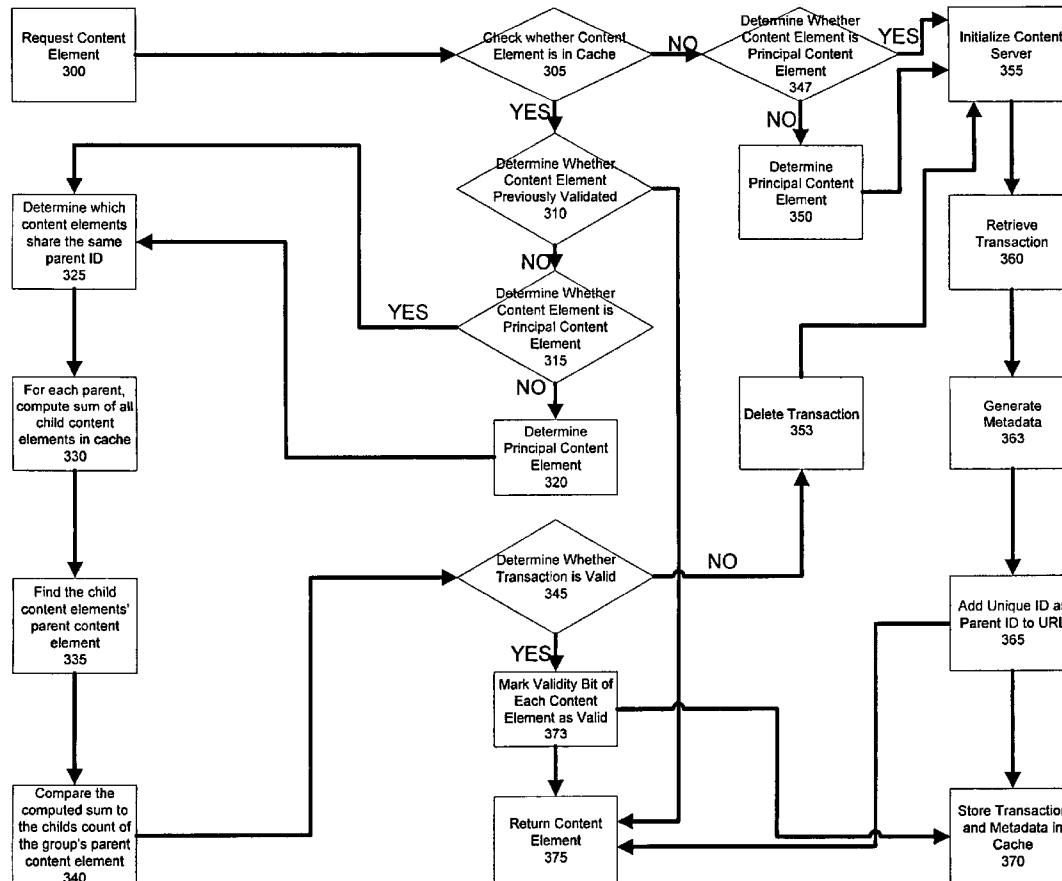 Request Content
Element
300
Check whether Content
Element is in Cache
305
NO
YES
Determine Whether
Content Element is
Principal Content
Element
347
YES
NO
Initialize Content
Server
355
Determine Whether
Content Element
Previously Validated
310
NO
Determine
Principal Content
Element
350
Determine which
content elements
share the same
parent ID
325
Retrieve
Transaction
360
YES
Determine Whether
Content Element is
Principal Content
Element
315
NO
For each parent,
compute sum of all
child content
elements in cache
330
Determine
Principal Content
Element
320
Delete Transaction
353
Generate
Metadata
363
Determine Whether
Transaction is Valid
345
NO
YES
Find the child
content elements'
parent content
element
335
Add Unique ID as
Parent ID to URL
365
Mark Validity Bit of
Each Content
Element as Valid
373
Compare the
computed sum to
the childs count of
the group's parent
content element
340
Return Content
Element
375
Store Transaction
and Metadata in
Cache
370